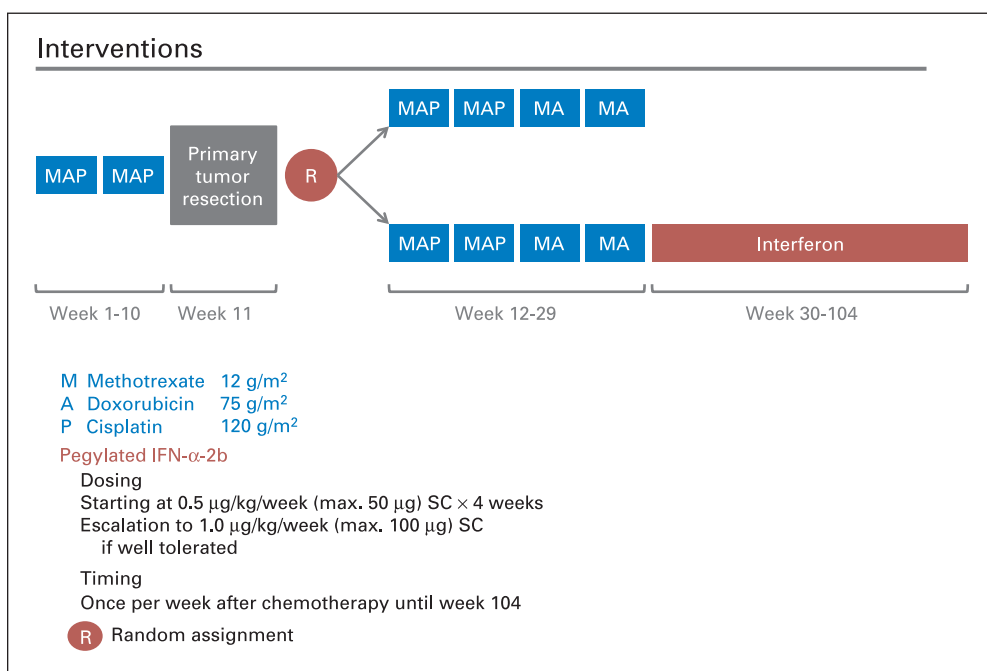 Interventions
MAP MAP MA MA
MAP MAP
Primary
tumor
resection
R
MAP MAP MA MA Interferon
Week 1-10 Week 11 Week 12-29 Week 30-104
M Methotrexate 12 g/m²
A Doxorubicin 75 g/m²
P Cisplatin 120 g/m²
Pegylated IFN-α-2b
Dosing
Starting at 0.5 μg/kg/week (max. 50 μg) SC × 4 weeks
Escalation to 1.0 μg/kg/week (max. 100 μg) SC
if well tolerated
Timing
Once per week after chemotherapy until week 104
R Random assignment